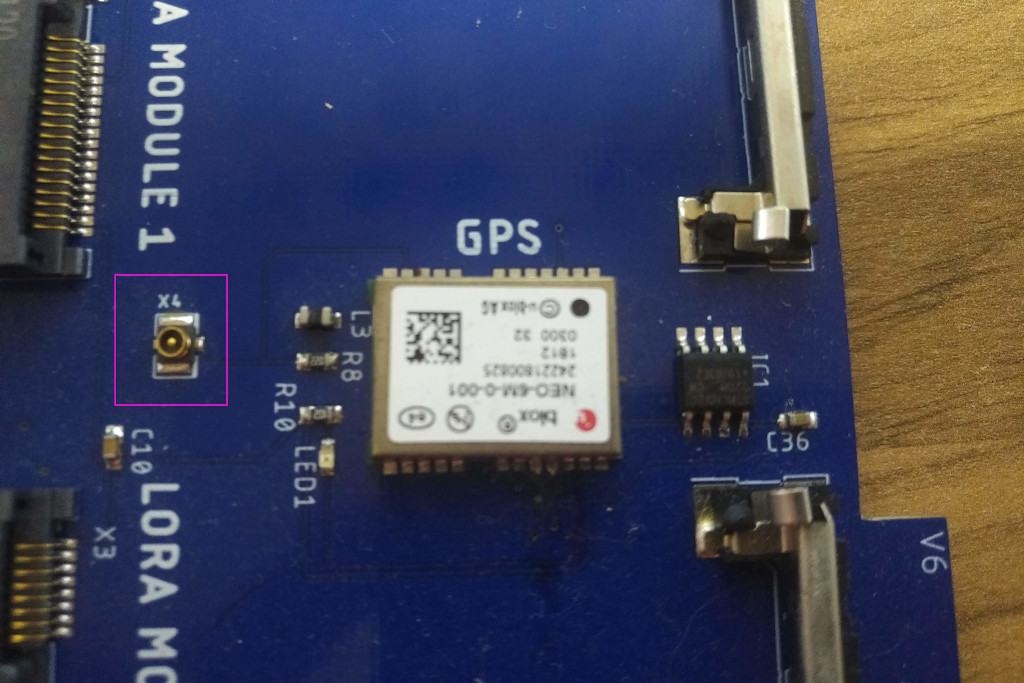 A MODULE 1
GPS
X4
L3
R8
R10
LED1
C10
u-blox AG
0300 32
1812
24221800825
NEO-6M-0-001
blox
IC1
C36
X3
LORA MO
V6